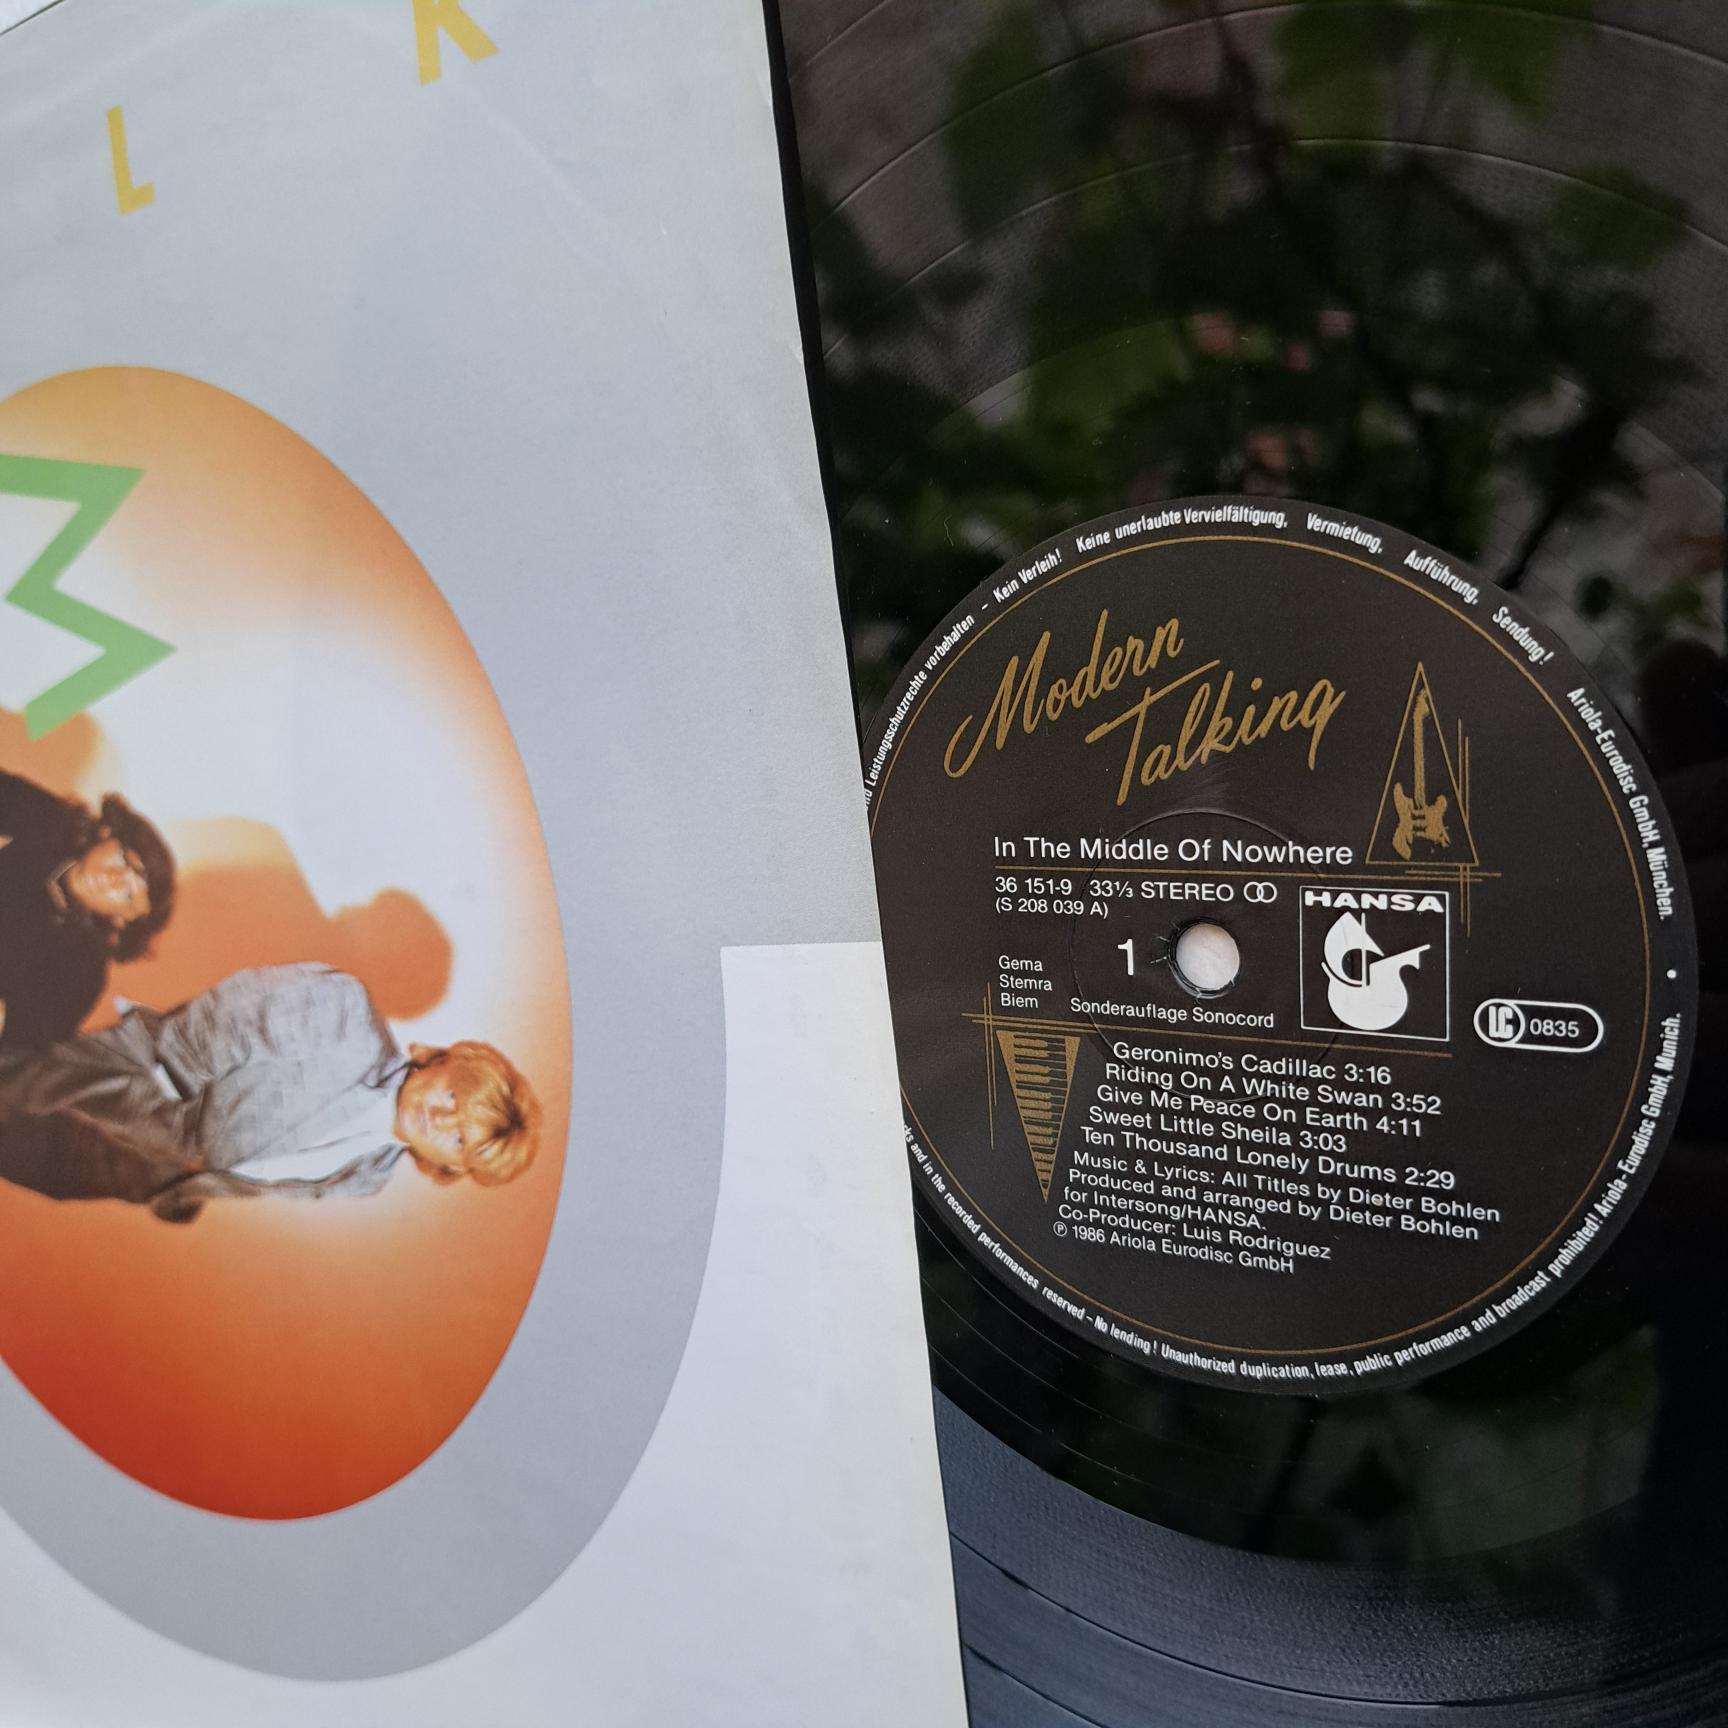 K
L
Modern
Talking
In The Middle Of Nowhere
36 151-9 33⅓ STEREO
(S 208 039 A)
HANSA
1
Gema
Stemra
Biem
Sonderauflage Sonocord
LC 0835
Geronimo's Cadillac 3:16
Riding On A White Swan 3:52
Give Me Peace On Earth 4:11
Sweet Little Sheila 3:03
Ten Thousand Lonely Drums 2:29
Music & Lyrics: All Titles by Dieter Bohlen
Produced and arranged by Dieter Bohlen
for Intersong/HANSA.
Co-Producer: Luis Rodriguez
℗ 1986 Ariola Eurodisc GmbH
Leistungsschutzrechte vorbehalten - Kein Verleih! Keine unerlaubte Vervielfältigung, Vermietung, Aufführung, Sendung! Ariola-Eurodisc GmbH, München.
and in the recorded performances reserved - No lending! Unauthorized duplication, lease, public performance and broadcast prohibited! Ariola-Eurodisc GmbH, Munich.